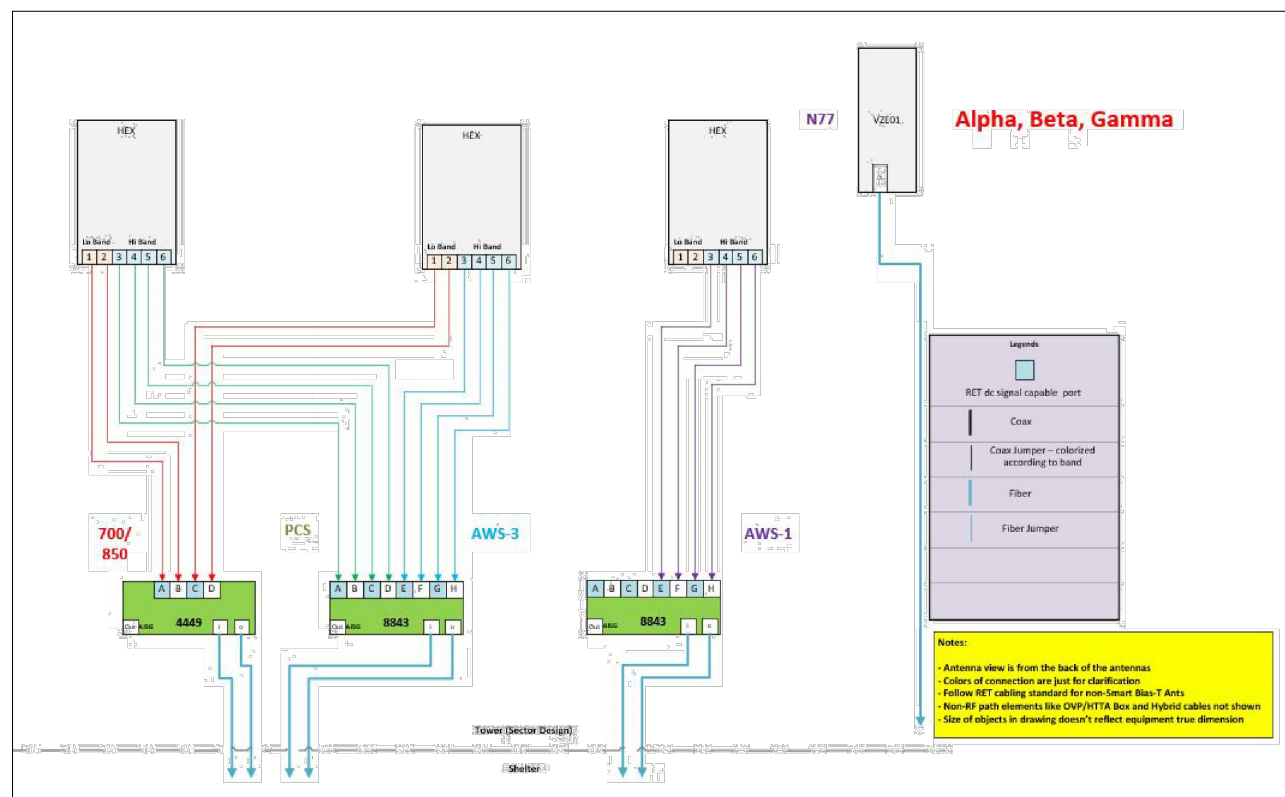 HEX
HEX
HEX
N77
VZE01
Alpha, Beta, Gamma
Lo Band Hi Band
1 2 3 4 5 6
Lo Band Hi Band
1 2 3 4 5 6
Lo Band Hi Band
1 2 3 4 5 6
Legends
RET dc signal capable port
Coax
Coax Jumper – colorized
according to band
Fiber
Fiber Jumper
700/
850
PCS
AWS-3
AWS-1
A B C D
4449
Out AISG
A B C D E F G H
8843
Out AISG
A B C D E F G H
8843
Out AISG
Notes:
- Antenna view is from the back of the antennas
- Colors of connection are just for clarification
- Follow RET cabling standard for non-Smart Bias-T Ants
- Non-RF path elements like OVP/HTTA Box and Hybrid cables not shown
- Size of objects in drawing doesn't reflect equipment true dimension
Tower (Sector Design)
Shelter